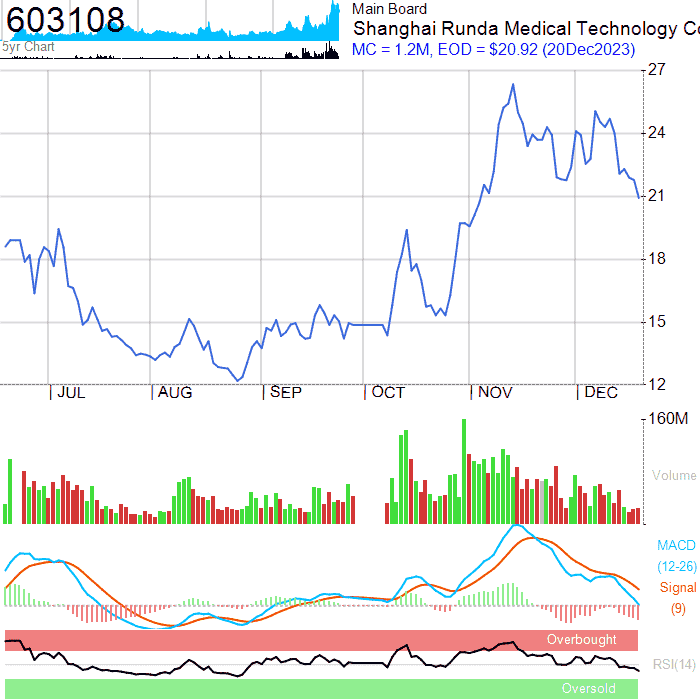 603108
5yr Chart
Main Board
Shanghai Runda Medical Technology Co
MC = 1.2M, EOD = $20.92 (20Dec2023)
27
24
21
18
15
12
JUL AUG SEP OCT NOV DEC
160M
Volume
MACD
(12-26)
Signal
(9)
Overbought
RSI(14)
Oversold